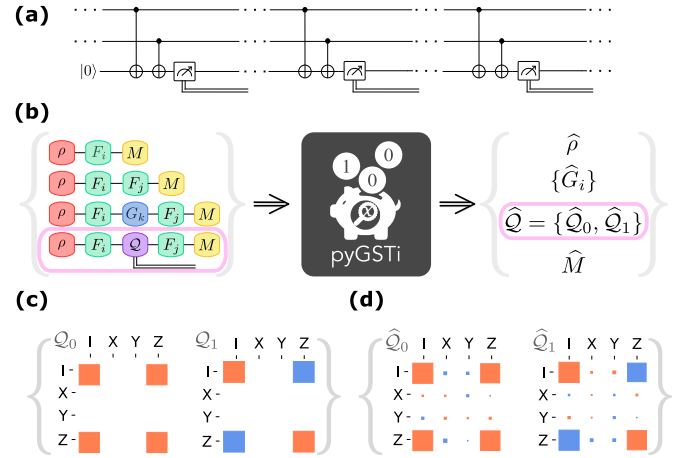 (a)
|0⟩
(b)
ρ F_i M
ρ F_i F_j M
ρ F_i G_k F_j M
ρ F_i Q F_j M
1 0 0
pyGSTi
ρ̂
{Ĝ_i}
Q̂ = {Q̂_0, Q̂_1}
M̂
(c)
Q_0 I X Y Z
I
X
Y
Z
Q_1 I X Y Z
I
X
Y
Z
(d)
Q̂_0 I X Y Z
I
X
Y
Z
Q̂_1 I X Y Z
I
X
Y
Z